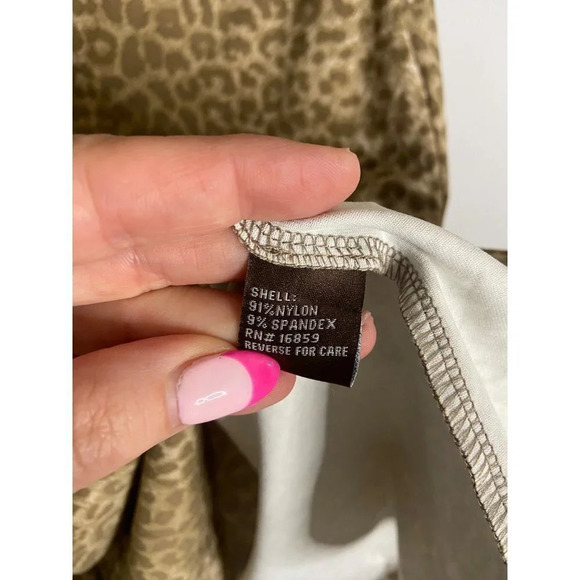 SHELL:
91%NYLON
9% SPANDEX
RN# 16859
REVERSE FOR CARE